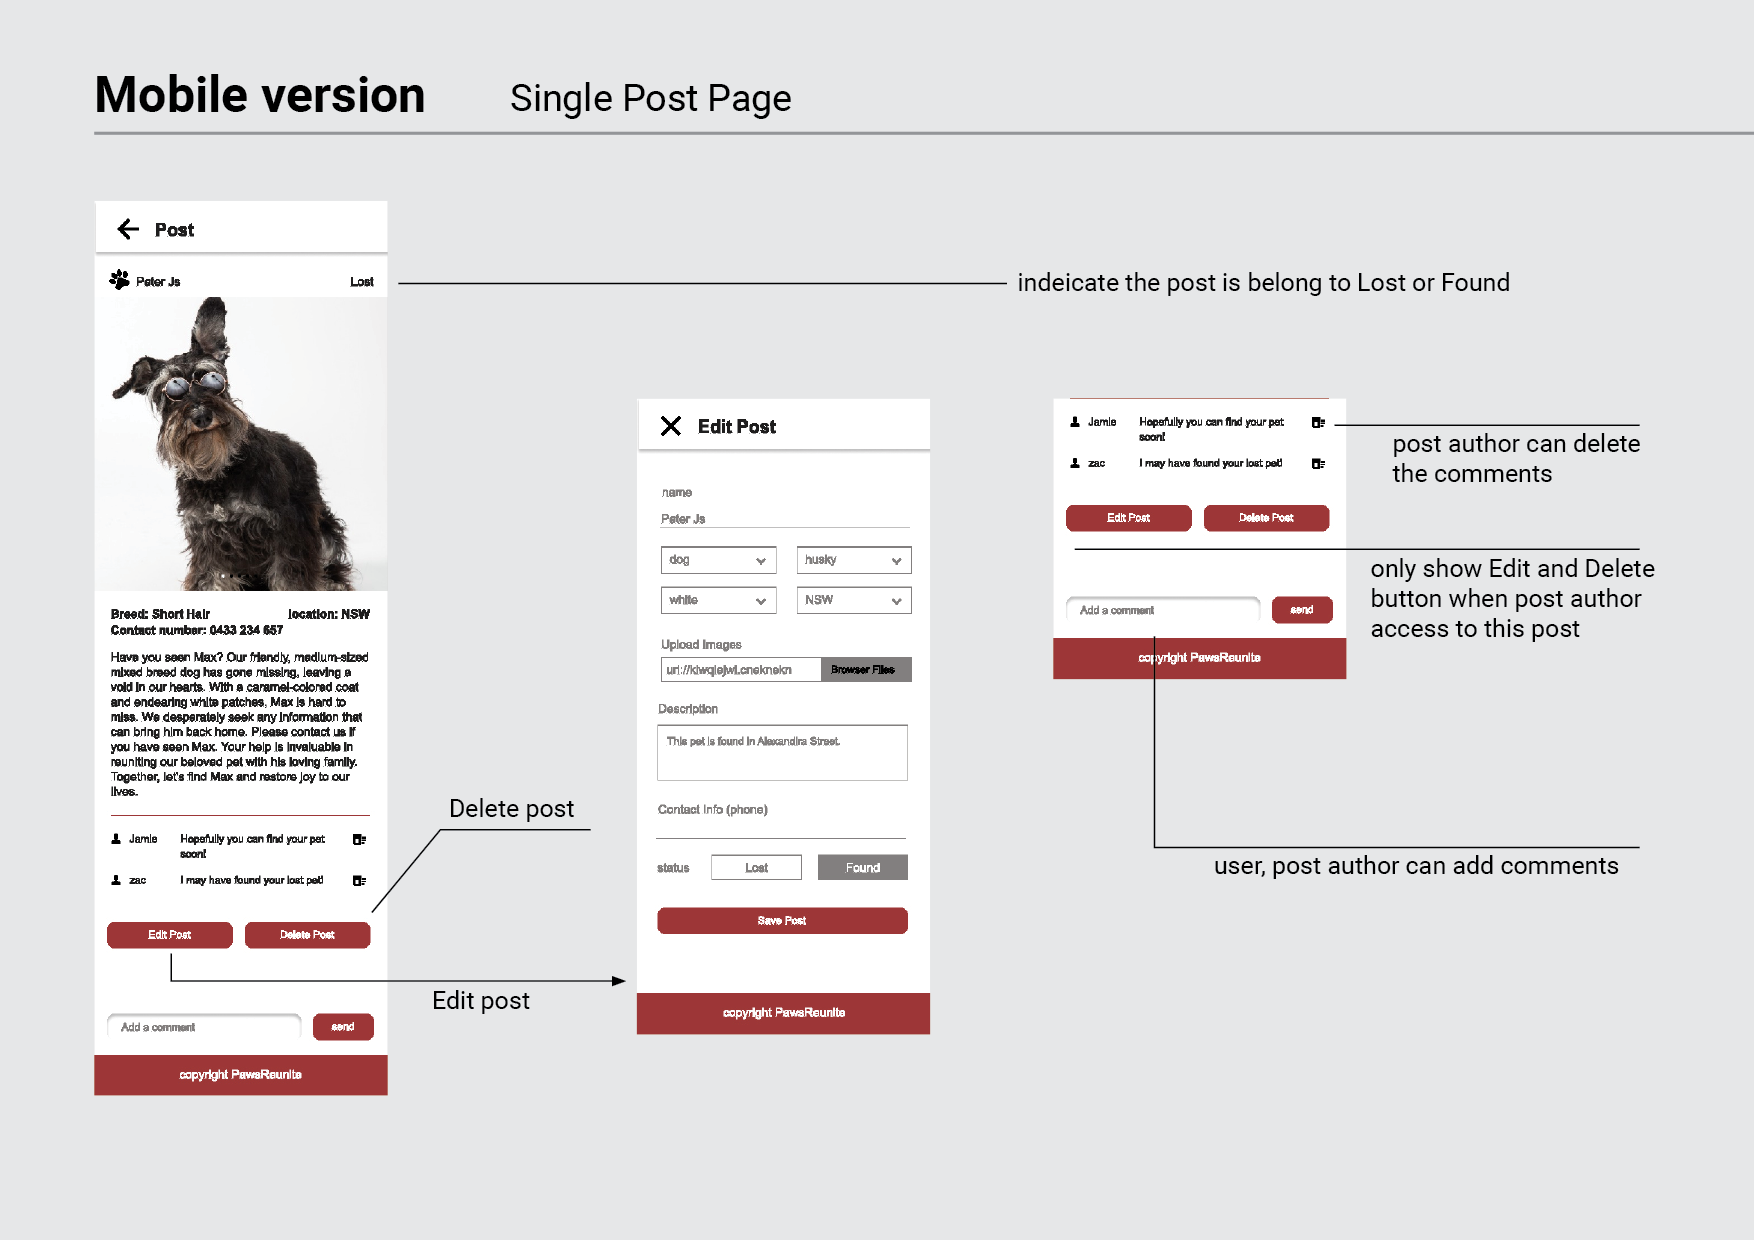 Mobile version
Single Post Page
Post
Peter Js
Lost
Breed: Short Hair
location: NSW
Contact number: 0433 234 657
Have you seen Max? Our friendly, medium-sized
mixed breed dog has gone missing, leaving a
void in our hearts. With a caramel-colored coat
and endearing white patches, Max is hard to
miss. We desperately seek any information that
can bring him back home. Please contact us if
you have seen Max. Your help is invaluable in
reuniting our beloved pet with his loving family.
Together, let's find Max and restore joy to our
lives.
Jamie
Hopefully you can find your pet
soon!
zac
I may have found your lost pet!
Edit Post
Delete Post
Add a comment
send
copyright PawsReunite
Delete post
Edit post
Edit Post
name
Peter Js
dog
husky
white
NSW
Upload Images
Browser Files
Description
This pet is found in Alexandira Street.
Contact Info (phone)
status
Lost
Found
Save Post
copyright PawsReunite
indeicate the post is belong to Lost or Found
Jamie
Hopefully you can find your pet
soon!
zac
I may have found your lost pet!
Edit Post
Delete Post
Add a comment
send
copyright PawsReunite
post author can delete
the comments
only show Edit and Delete
button when post author
access to this post
user, post author can add comments